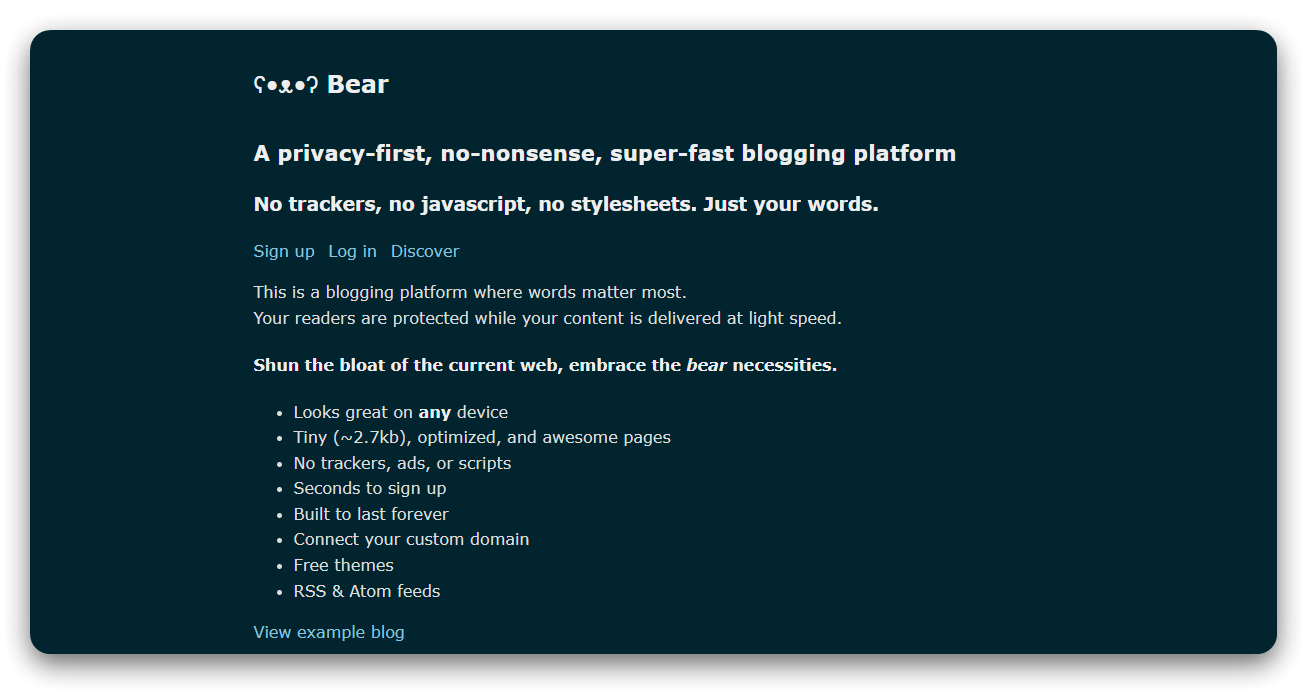 ʕ•ᴥ•ʔ Bear
A privacy-first, no-nonsense, super-fast blogging platform
No trackers, no javascript, no stylesheets. Just your words.
Sign up Log in Discover
This is a blogging platform where words matter most.
Your readers are protected while your content is delivered at light speed.
Shun the bloat of the current web, embrace the bear necessities.
• Looks great on any device
• Tiny (~2.7kb), optimized, and awesome pages
• No trackers, ads, or scripts
• Seconds to sign up
• Built to last forever
• Connect your custom domain
• Free themes
• RSS & Atom feeds
View example blog